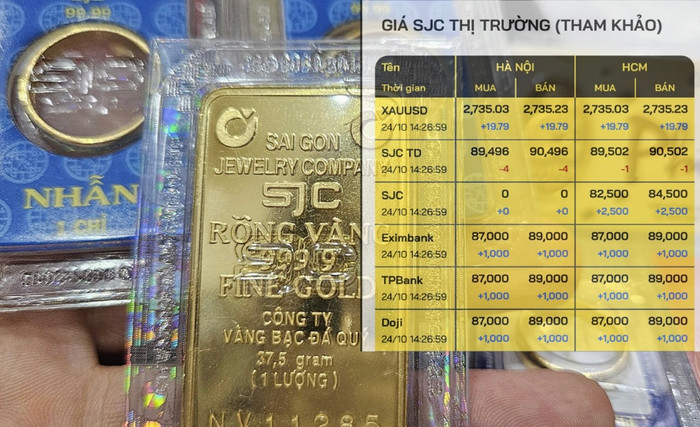 99.99
NHẪN
1 CHỈ
SAI GON
JEWELRY COMPANY
SJC
RỒNG VÀNG
999,9
FINE GOLD
CÔNG TY
VÀNG BẠC ĐÁ QUÝ
37,5 gram
(1 LƯỢNG)
GIÁ SJC THỊ TRƯỜNG (THAM KHẢO)
Tên HÀ NỘI HCM
Thời gian MUA BÁN MUA BÁN
XAUUSD 2,735.03 2,735.23 2,735.03 2,735.23
24/10 14:26:59 +19.79 +19.79 +19.79 +19.79
SJC TD 89,496 90,496 89,502 90,502
24/10 14:26:59 -4 -4 -1 -1
SJC 0 0 82,500 84,500
24/10 14:26:59 +0 +0 +2,500 +2,500
Eximbank 87,000 89,000 87,000 89,000
24/10 14:26:59 +1,000 +1,000 +1,000 +1,000
TPBank 87,000 89,000 87,000 89,000
24/10 14:26:59 +1,000 +1,000 +1,000 +1,000
Doji 87,000 89,000 87,000 89,000
24/10 14:26:59 +1,000 +1,000 +1,000 +1,000